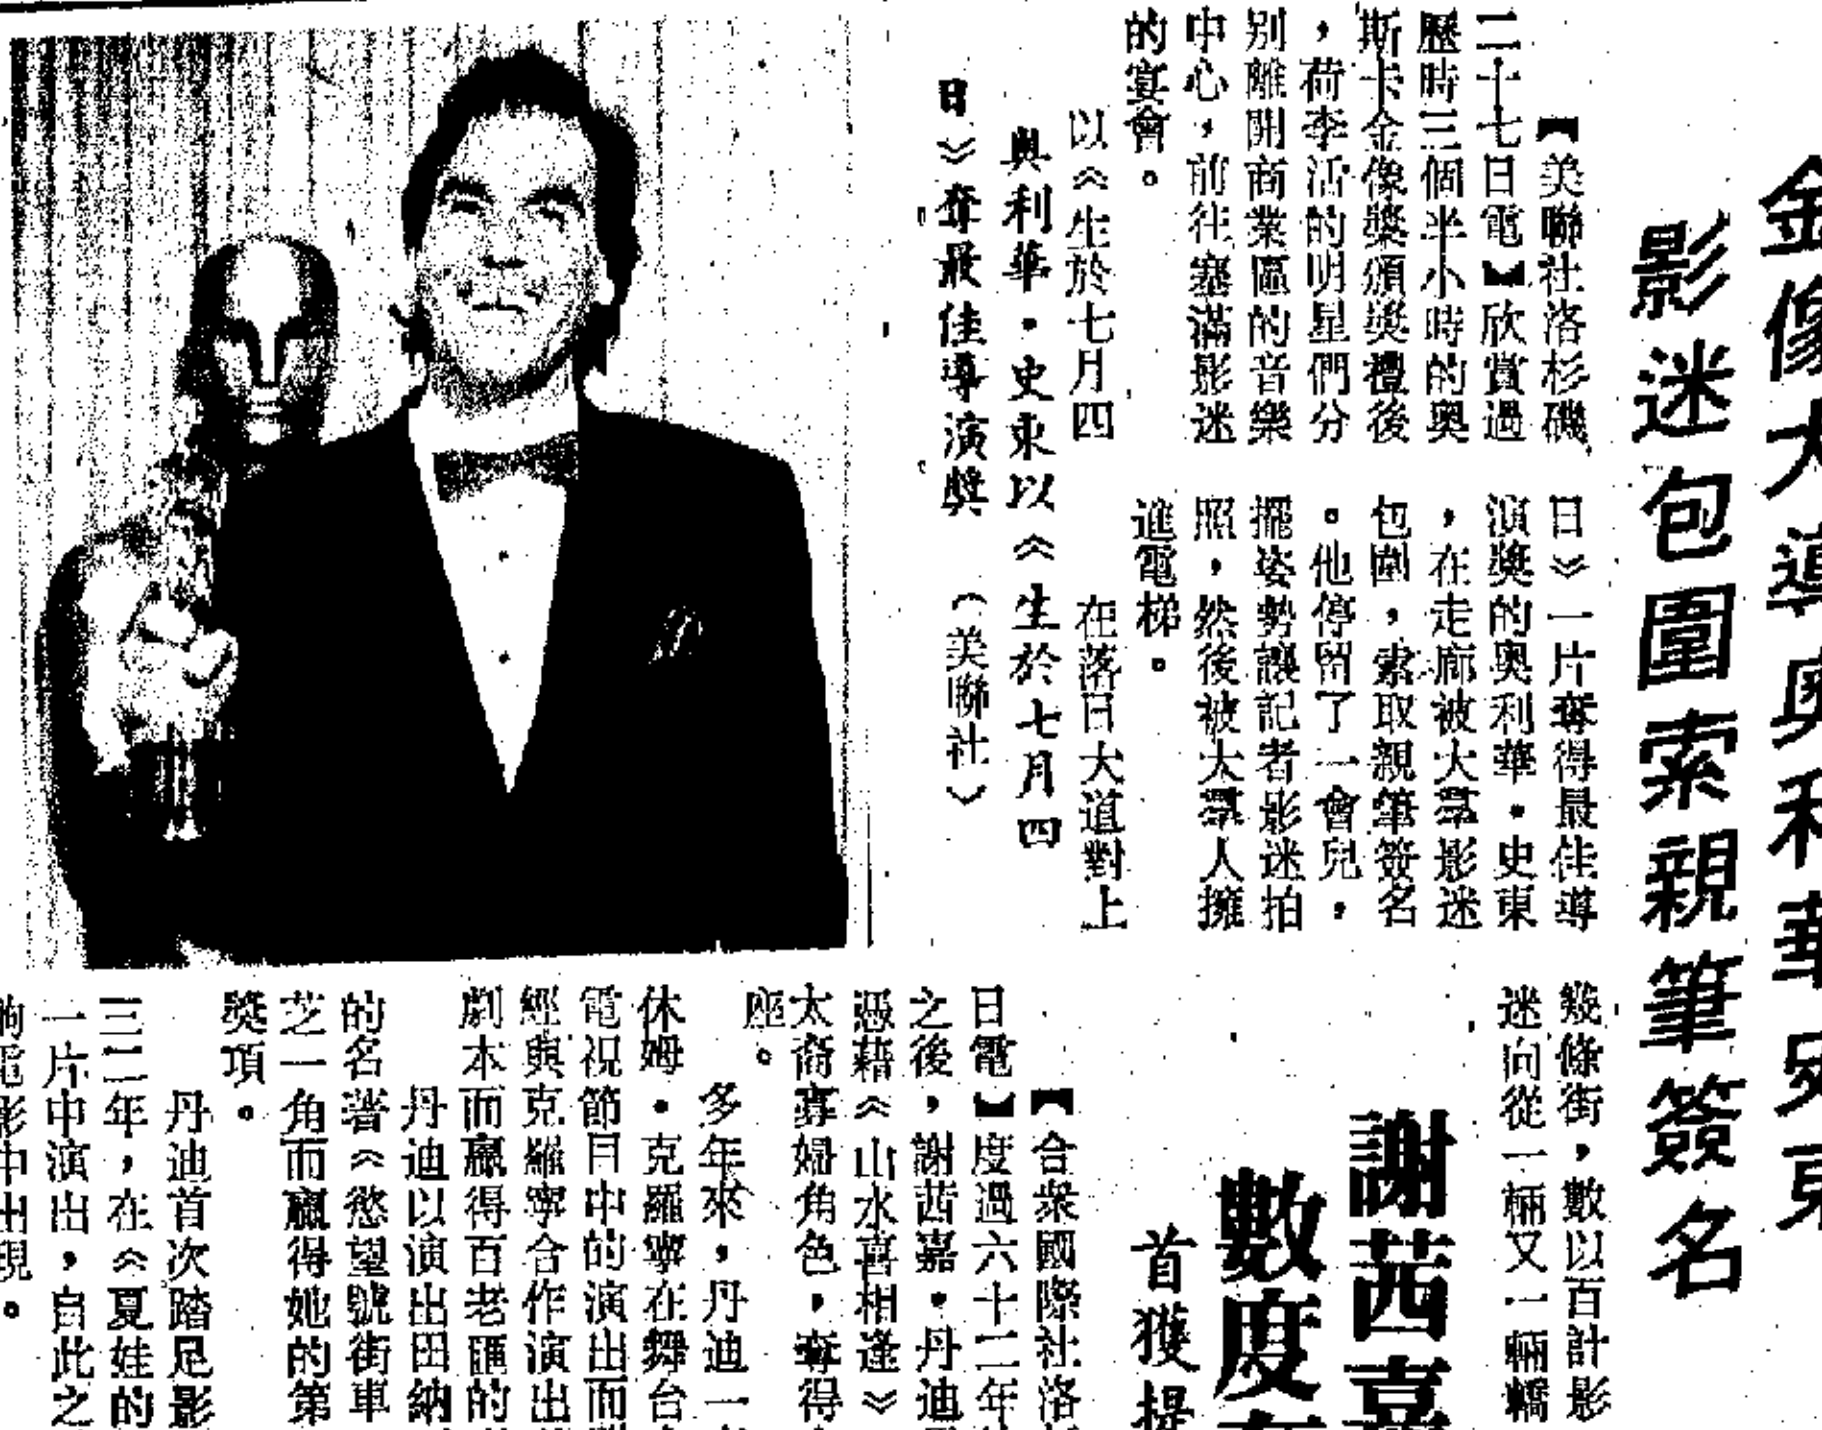 金像大導奧利華史東
影迷包圍索親筆簽名
【美聯社洛杉磯
二十七日電】欣賞過
歷時三個半小時的奧
斯卡金像獎頒獎禮後
，荷李活的明星們分
別離開商業區的音樂
中心，前往塞滿影迷
的宴會。
以《生於七月四
日》一片奪得最佳導
演獎的奧利華・史東
，在走廊被大羣影迷
包圍，索取親筆簽名
。他停留了一會兒，
擺姿勢讓記者影迷拍
照，然後被大羣人擁
進電梯。
在落日大道對上
幾條街，數以百計影
迷向從一輛又一輛轎
奧利華・史東以《生於七月四
日》奪最佳導演獎 （美聯社）
謝茜嘉
數度
首獲提
【合衆國際社洛
日電】度過六十二年
之後，謝茜嘉・丹迪
憑藉《山水喜相逢》
太裔寡婦角色，奪得
座。
多年來，丹迪一
休姆・克羅寧在舞台
電視節目中的演出而
經與克羅寧合作演出
劇本而贏得百老匯的
丹迪以演出田納
的名著《慾望號街車
芝一角而贏得她的第
獎項。
丹迪首次踏足影
三二年，在《夏娃的
一片中演出，自此之
電影中出現。